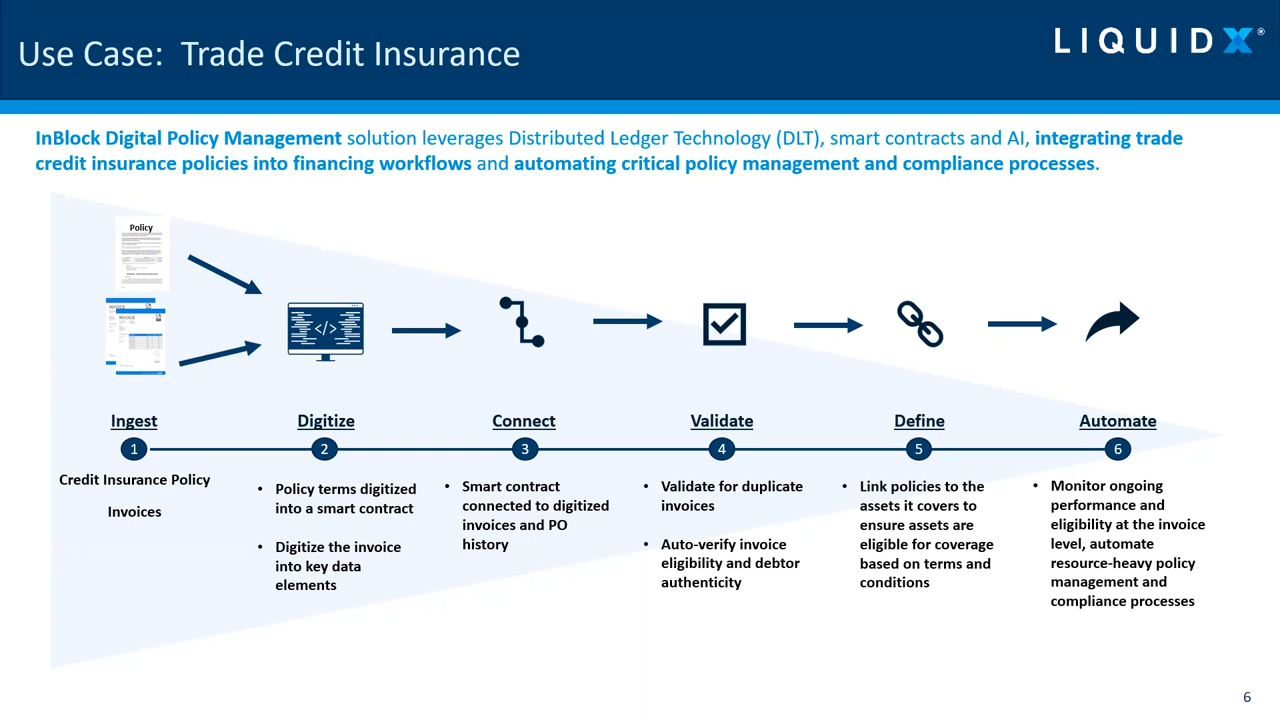 Use Case: Trade Credit Insurance
LIQUIDX®
InBlock Digital Policy Management solution leverages Distributed Ledger Technology (DLT), smart contracts and AI, integrating trade
credit insurance policies into financing workflows and automating critical policy management and compliance processes.
Policy
INVOICE
INVOICE
</>
Ingest
Digitize
Connect
Validate
Define
Automate
1
2
3
4
5
6
Credit Insurance Policy
Invoices
• Policy terms digitized
into a smart contract
• Digitize the invoice
into key data
elements
• Smart contract
connected to digitized
invoices and PO
history
• Validate for duplicate
invoices
• Auto-verify invoice
eligibility and debtor
authenticity
• Link policies to the
assets it covers to
ensure assets are
eligible for coverage
based on terms and
conditions
• Monitor ongoing
performance and
eligibility at the invoice
level, automate
resource-heavy policy
management and
compliance processes
6